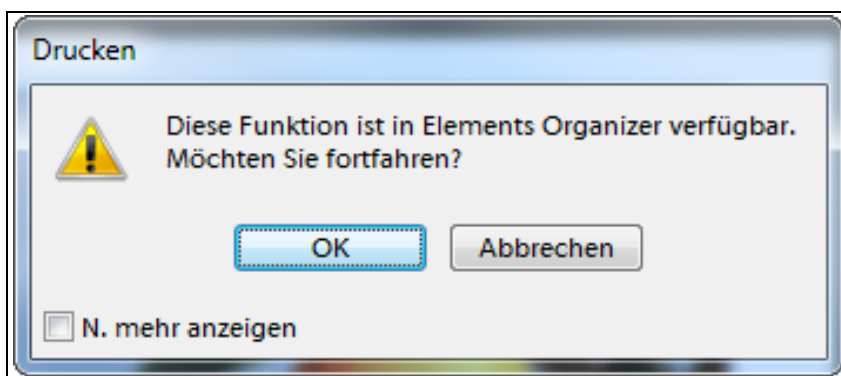 Drucken
Diese Funktion ist in Elements Organizer verfügbar.
Möchten Sie fortfahren?
OK
Abbrechen
N. mehr anzeigen